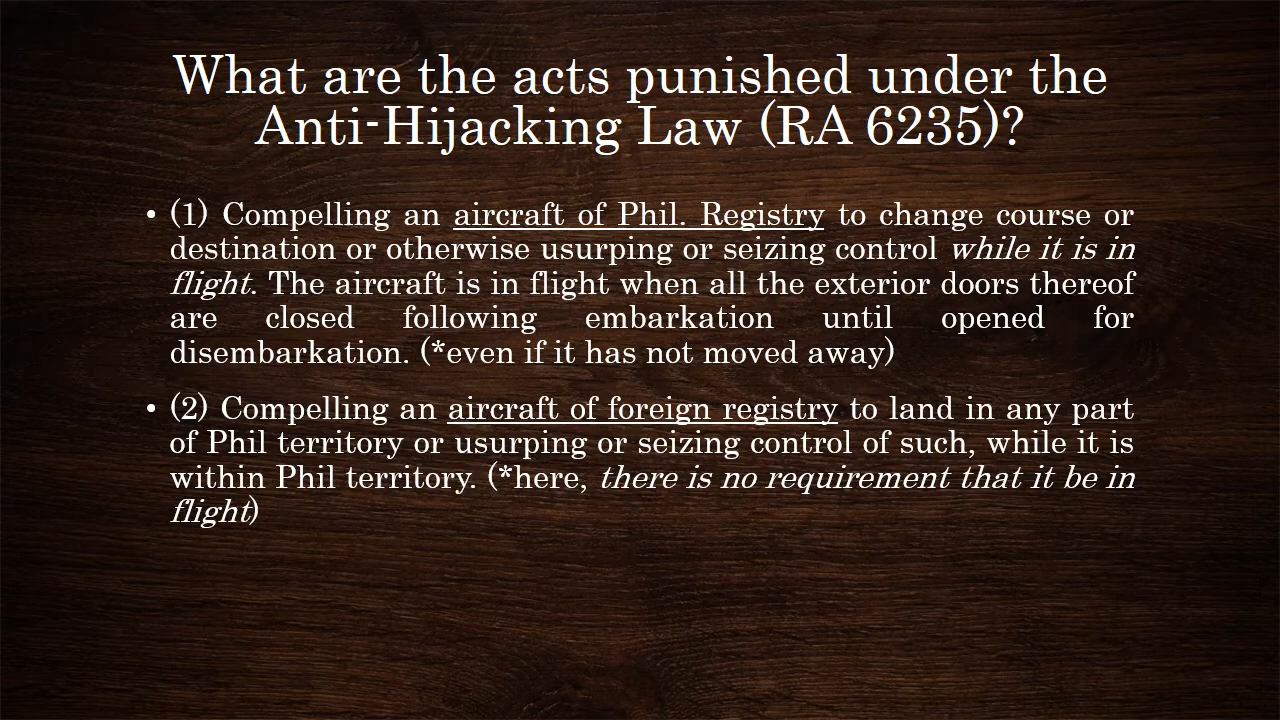 What are the acts punished under the
Anti-Hijacking Law (RA 6235)?
• (1) Compelling an aircraft of Phil. Registry to change course or
destination or otherwise usurping or seizing control while it is in
flight. The aircraft is in flight when all the exterior doors thereof
are closed following embarkation until opened for
disembarkation. (*even if it has not moved away)
• (2) Compelling an aircraft of foreign registry to land in any part
of Phil territory or usurping or seizing control of such, while it is
within Phil territory. (*here, there is no requirement that it be in
flight)